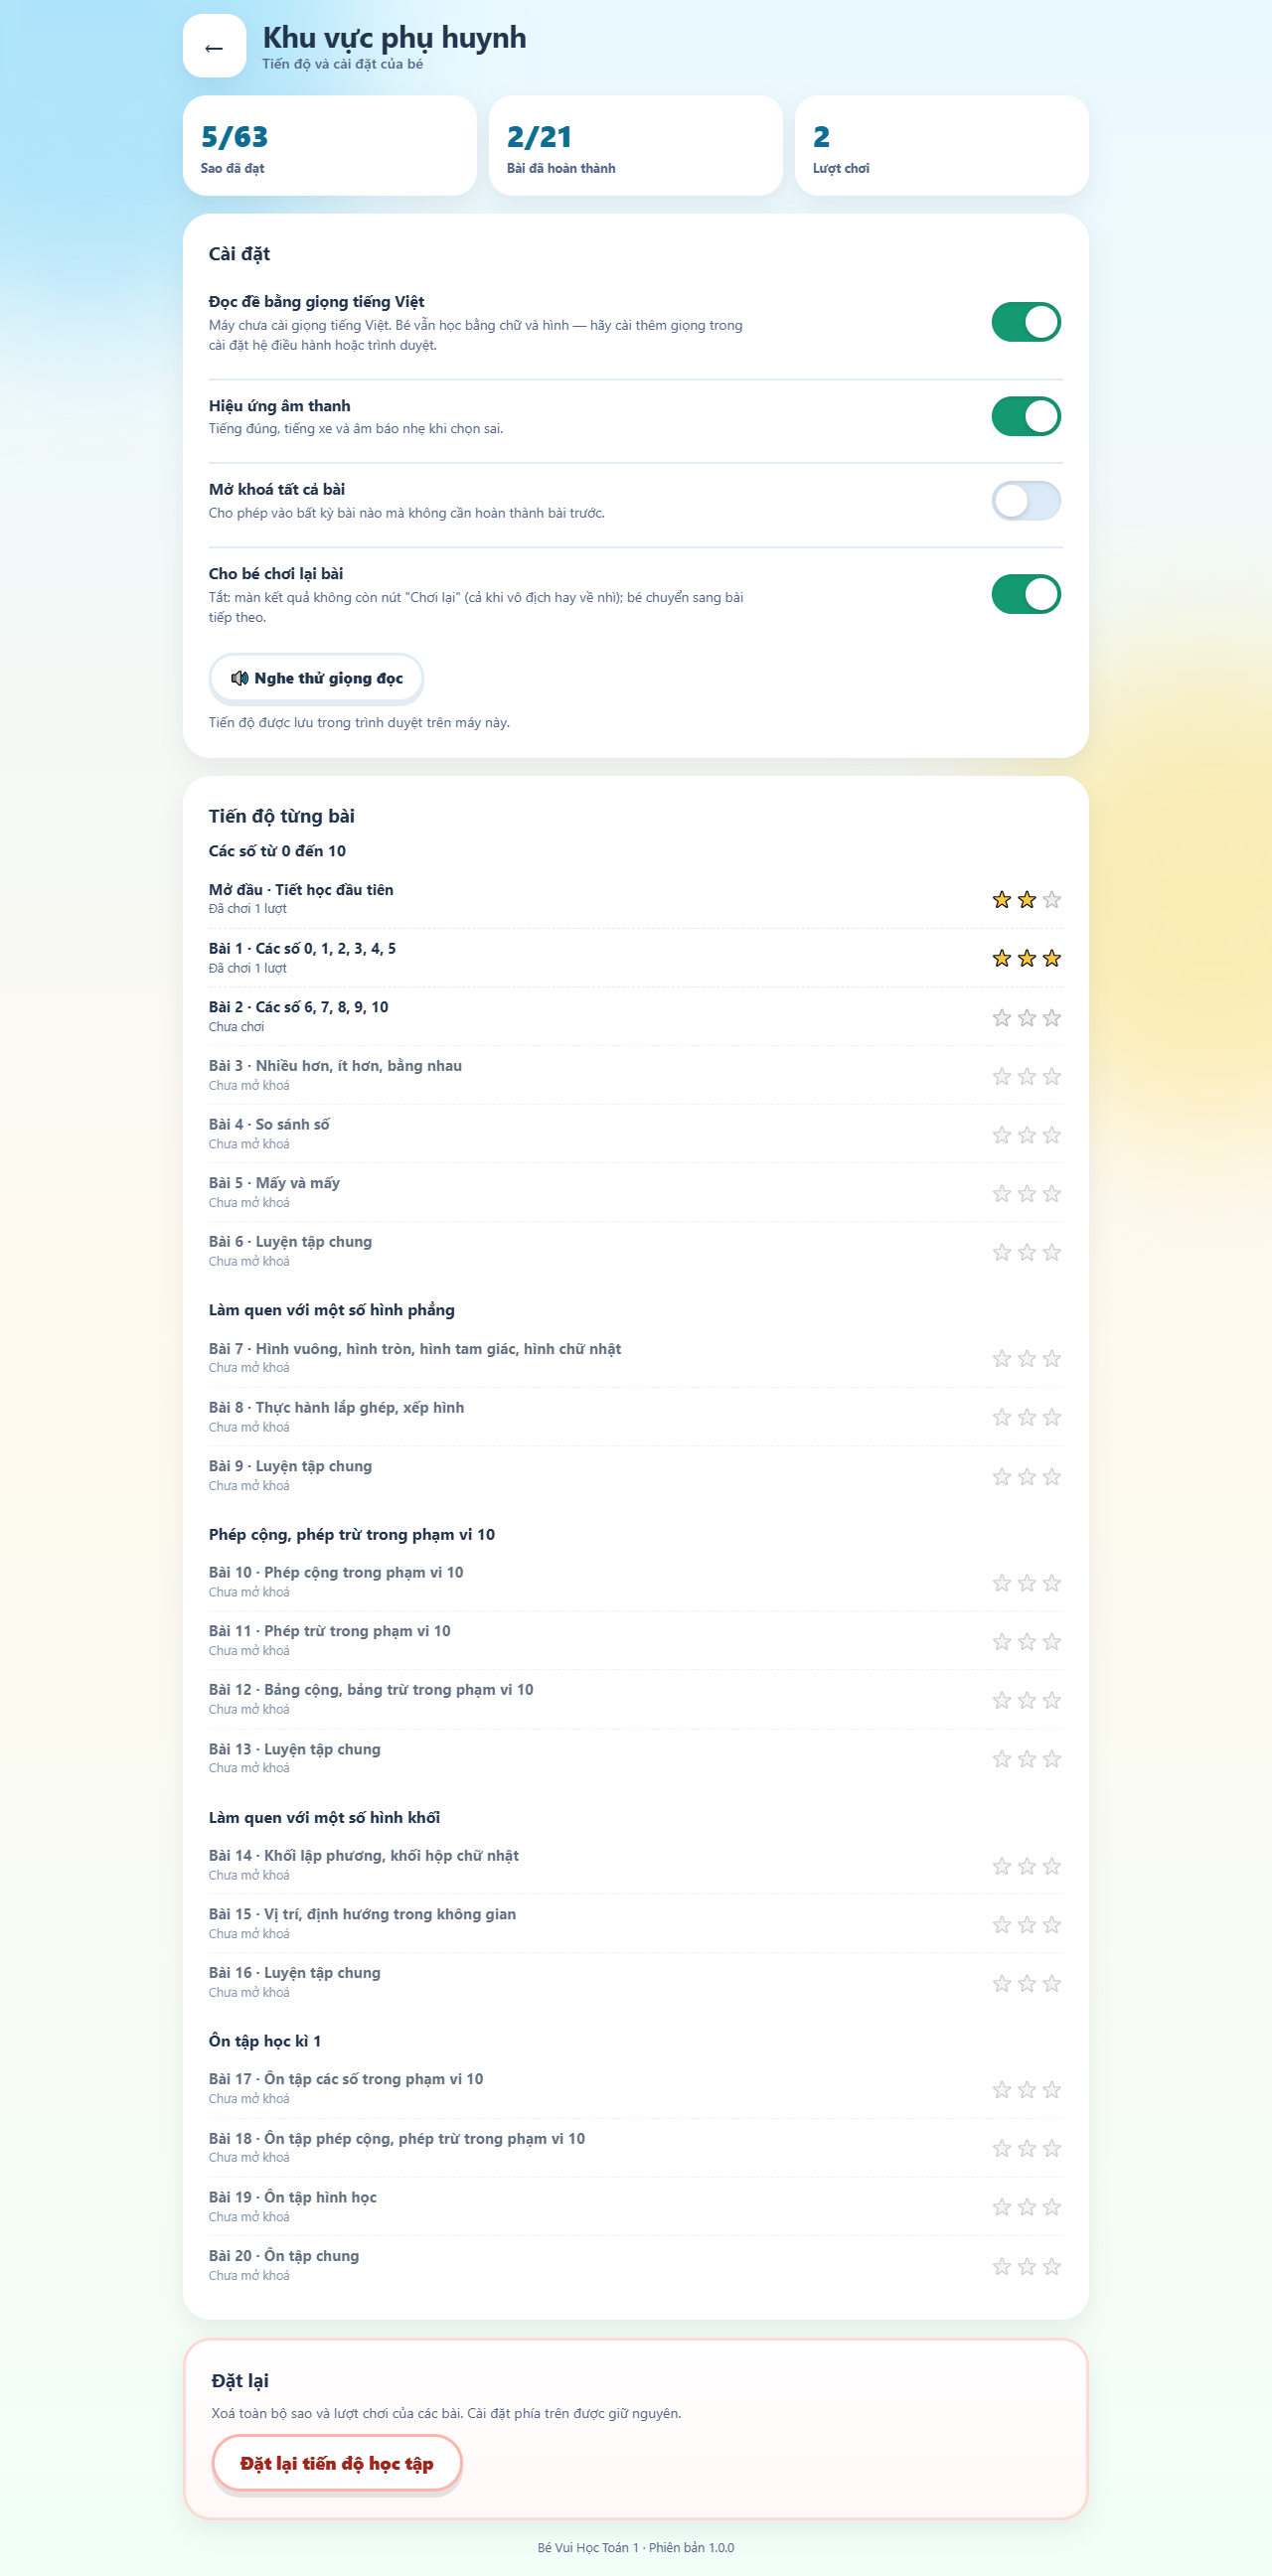 ←
Khu vực phụ huynh
Tiến độ và cài đặt của bé
5/63
Sao đã đạt
2/21
Bài đã hoàn thành
2
Lượt chơi
Cài đặt
Đọc đề bằng giọng tiếng Việt
Máy chưa cài giọng tiếng Việt. Bé vẫn học bằng chữ và hình — hãy cài thêm giọng trong
cài đặt hệ điều hành hoặc trình duyệt.
Hiệu ứng âm thanh
Tiếng đúng, tiếng xe và âm báo nhẹ khi chọn sai.
Mở khoá tất cả bài
Cho phép vào bất kỳ bài nào mà không cần hoàn thành bài trước.
Cho bé chơi lại bài
Tắt: màn kết quả không còn nút "Chơi lại" (cả khi vô địch hay về nhì); bé chuyển sang bài
tiếp theo.
🔊 Nghe thử giọng đọc
Tiến độ được lưu trong trình duyệt trên máy này.
Tiến độ từng bài
Các số từ 0 đến 10
Mở đầu · Tiết học đầu tiên
Đã chơi 1 lượt
Bài 1 · Các số 0, 1, 2, 3, 4, 5
Đã chơi 1 lượt
Bài 2 · Các số 6, 7, 8, 9, 10
Chưa chơi
Bài 3 · Nhiều hơn, ít hơn, bằng nhau
Chưa mở khoá
Bài 4 · So sánh số
Chưa mở khoá
Bài 5 · Mấy và mấy
Chưa mở khoá
Bài 6 · Luyện tập chung
Chưa mở khoá
Làm quen với một số hình phẳng
Bài 7 · Hình vuông, hình tròn, hình tam giác, hình chữ nhật
Chưa mở khoá
Bài 8 · Thực hành lắp ghép, xếp hình
Chưa mở khoá
Bài 9 · Luyện tập chung
Chưa mở khoá
Phép cộng, phép trừ trong phạm vi 10
Bài 10 · Phép cộng trong phạm vi 10
Chưa mở khoá
Bài 11 · Phép trừ trong phạm vi 10
Chưa mở khoá
Bài 12 · Bảng cộng, bảng trừ trong phạm vi 10
Chưa mở khoá
Bài 13 · Luyện tập chung
Chưa mở khoá
Làm quen với một số hình khối
Bài 14 · Khối lập phương, khối hộp chữ nhật
Chưa mở khoá
Bài 15 · Vị trí, định hướng trong không gian
Chưa mở khoá
Bài 16 · Luyện tập chung
Chưa mở khoá
Ôn tập học kì 1
Bài 17 · Ôn tập các số trong phạm vi 10
Chưa mở khoá
Bài 18 · Ôn tập phép cộng, phép trừ trong phạm vi 10
Chưa mở khoá
Bài 19 · Ôn tập hình học
Chưa mở khoá
Bài 20 · Ôn tập chung
Chưa mở khoá
Đặt lại
Xoá toàn bộ sao và lượt chơi của các bài. Cài đặt phía trên được giữ nguyên.
Đặt lại tiến độ học tập
Bé Vui Học Toán 1 · Phiên bản 1.0.0